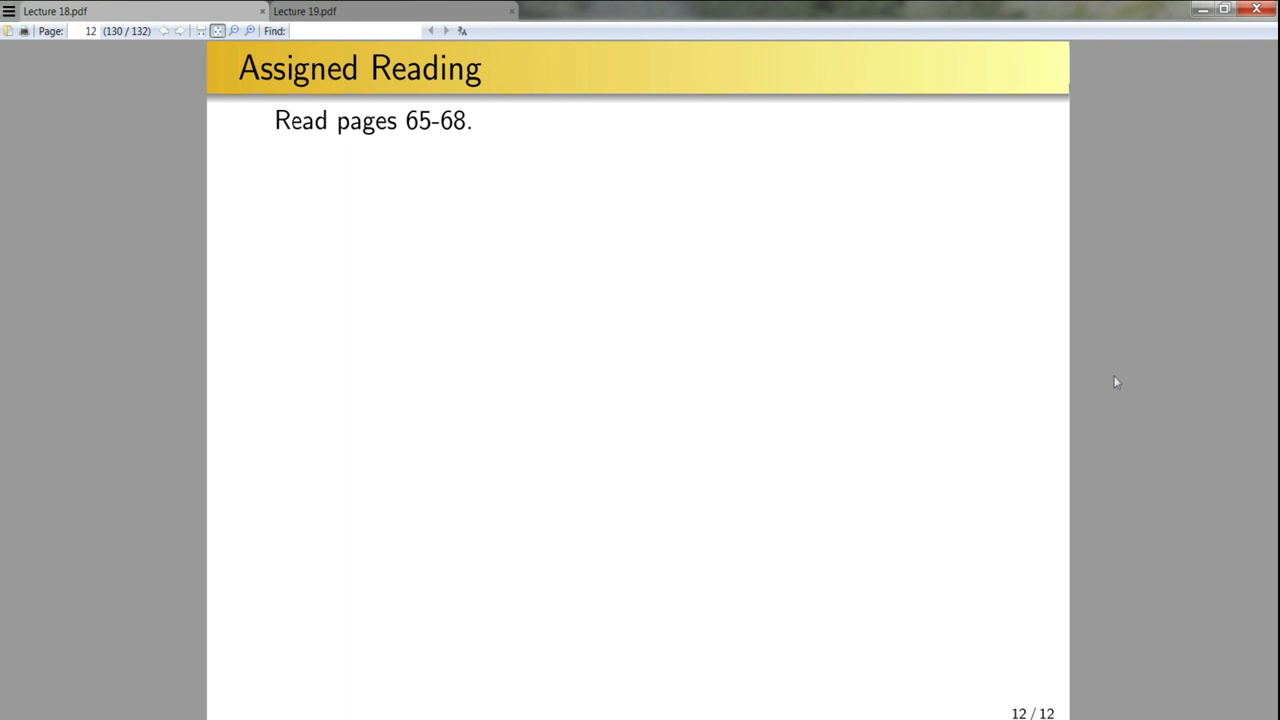 Lecture 18.pdf
Lecture 19.pdf
Page: 12 (130 / 132) Find:
Assigned Reading
Read pages 65-68.
12 / 12